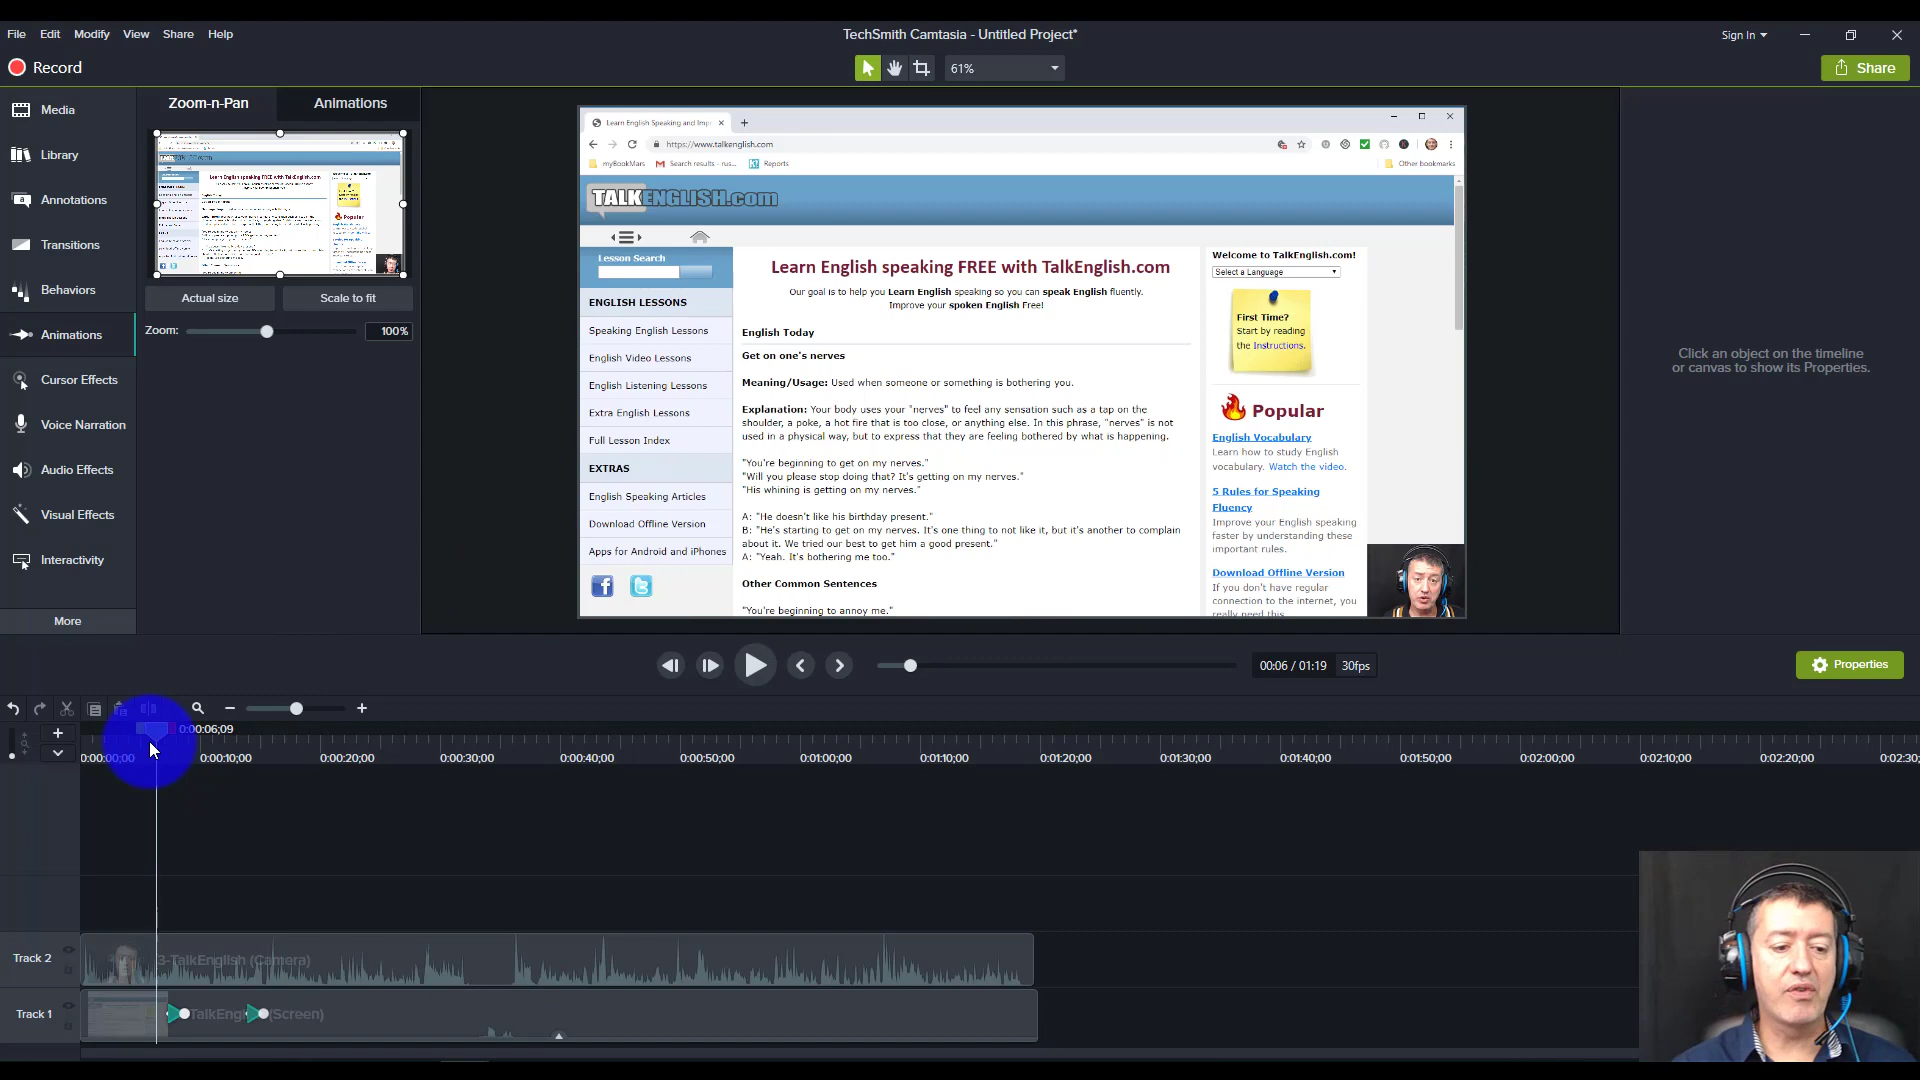 File Edit Modify View Share Help
TechSmith Camtasia - Untitled Project*
Sign In
Record
61%
Share
Media
Library
Annotations
Transitions
Behaviors
Animations
Cursor Effects
Voice Narration
Audio Effects
Visual Effects
Interactivity
More
Zoom-n-Pan
Animations
Actual size
Scale to fit
Zoom:
100%
Learn English Speaking and Impr
https://www.talkenglish.com
myBookMars
Search results - rus...
Reports
Other bookmarks
TALKENGLISH.com
Lesson Search
ENGLISH LESSONS
Speaking English Lessons
English Video Lessons
English Listening Lessons
Extra English Lessons
Full Lesson Index
EXTRAS
English Speaking Articles
Download Offline Version
Apps for Android and iPhones
Learn English speaking FREE with TalkEnglish.com
Our goal is to help you Learn English speaking so you can speak English fluently.
Improve your spoken English Free!
English Today
Get on one's nerves
Meaning/Usage: Used when someone or something is bothering you.
Explanation: Your body uses your "nerves" to feel any sensation such as a tap on the
shoulder, a poke, a hot fire that is too close, or anything else. In this phrase, "nerves" is not
used in a physical way, but to express that they are feeling bothered by what is happening.
"You're beginning to get on my nerves."
"Will you please stop doing that? It's getting on my nerves."
"His whining is getting on my nerves."
A: "He doesn't like his birthday present."
B: "He's starting to get on my nerves. It's one thing to not like it, but it's another to complain
about it. We tried our best to get him a good present."
A: "Yeah. It's bothering me too."
Other Common Sentences
"You're beginning to annoy me."
Welcome to TalkEnglish.com!
Select a Language
First Time?
Start by reading
the Instructions.
Popular
English Vocabulary
Learn how to study English
vocabulary. Watch the video.
5 Rules for Speaking
Fluency
Improve your English speaking
faster by understanding these
important rules.
Download Offline Version
If you don't have regular
connection to the internet, you
really need this.
Click an object on the timeline
or canvas to show its Properties.
00:06 / 01:19
30fps
Properties
0:00:06;09
0:00:00;00
0:00:10;00
0:00:20;00
0:00:30;00
0:00:40;00
0:00:50;00
0:01:00;00
0:01:10;00
0:01:20;00
0:01:30;00
0:01:40;00
0:01:50;00
0:02:00;00
0:02:10;00
0:02:20;00
0:02:30;
Track 2
3-TalkEnglish (Camera)
Track 1
TalkEngl (Screen)